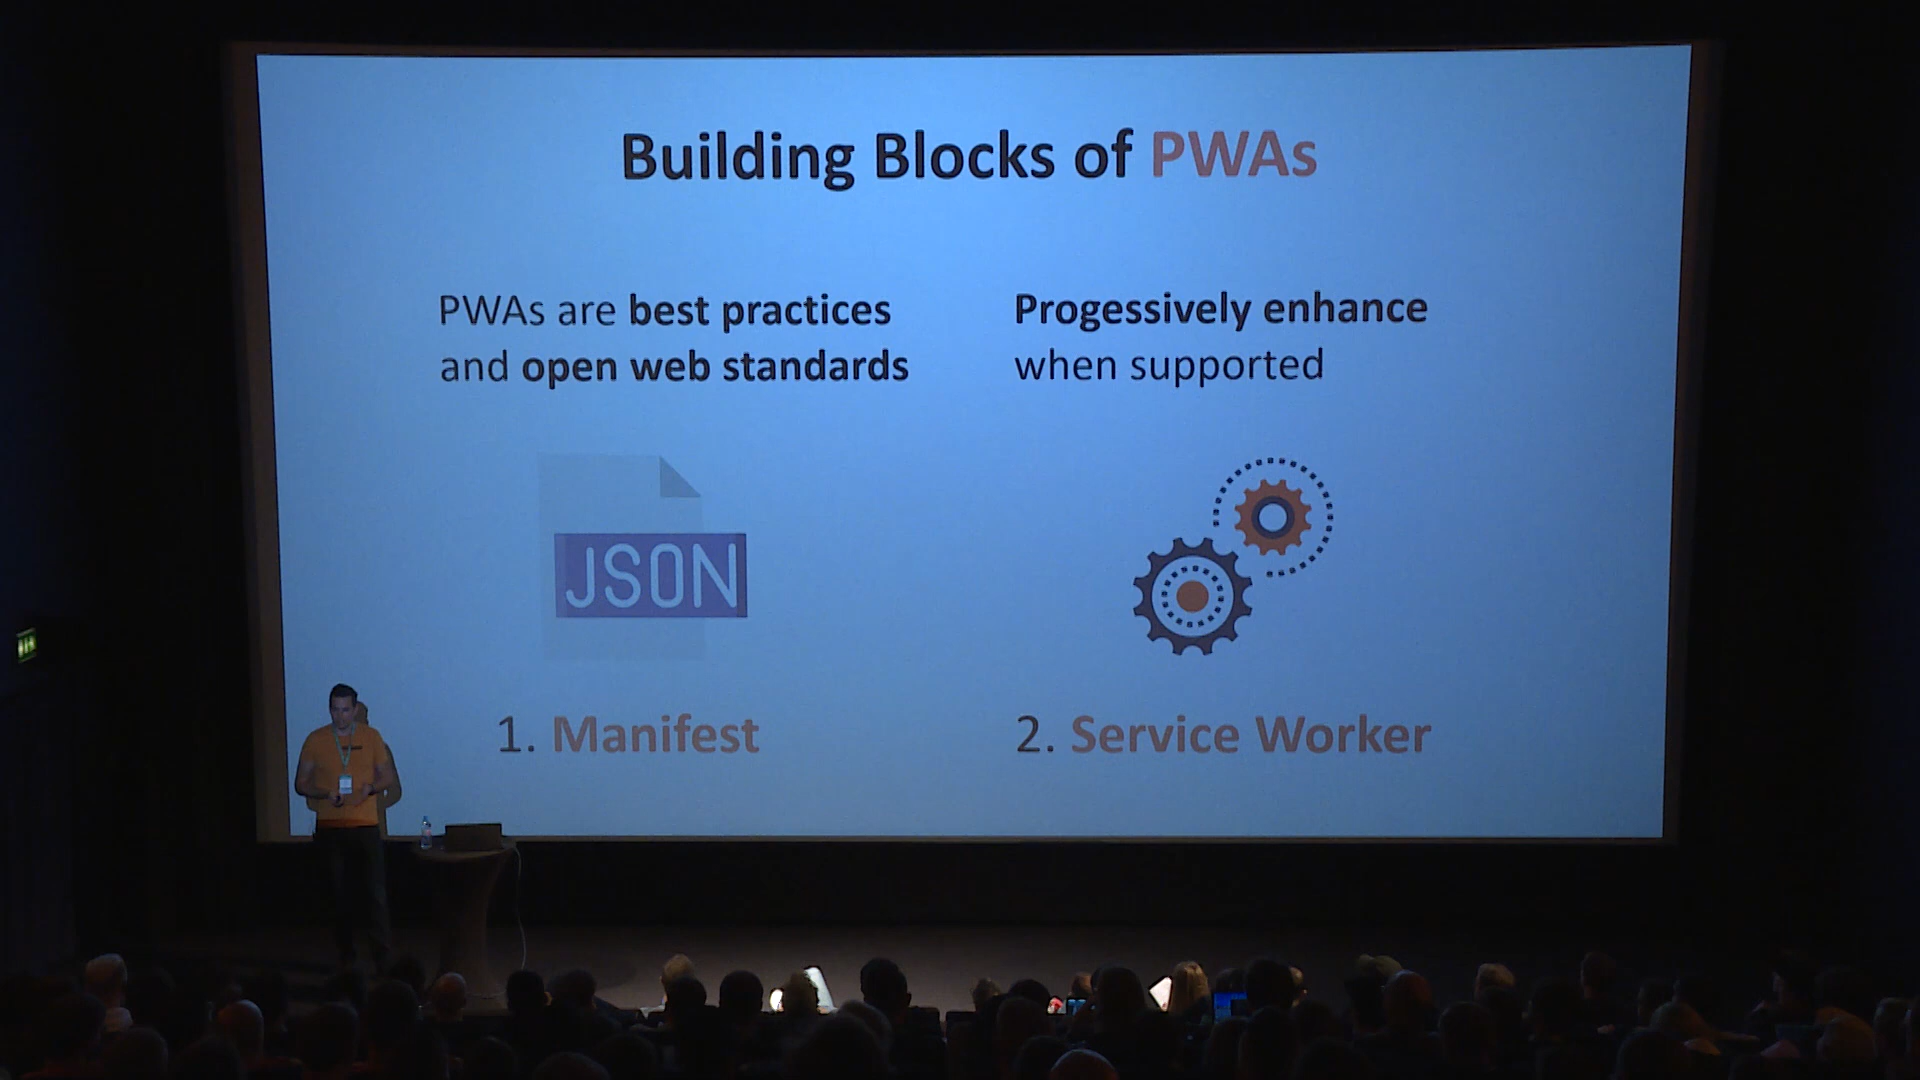 Building Blocks of PWAs
PWAs are best practices
and open web standards
Progessively enhance
when supported
JSON
1. Manifest
2. Service Worker